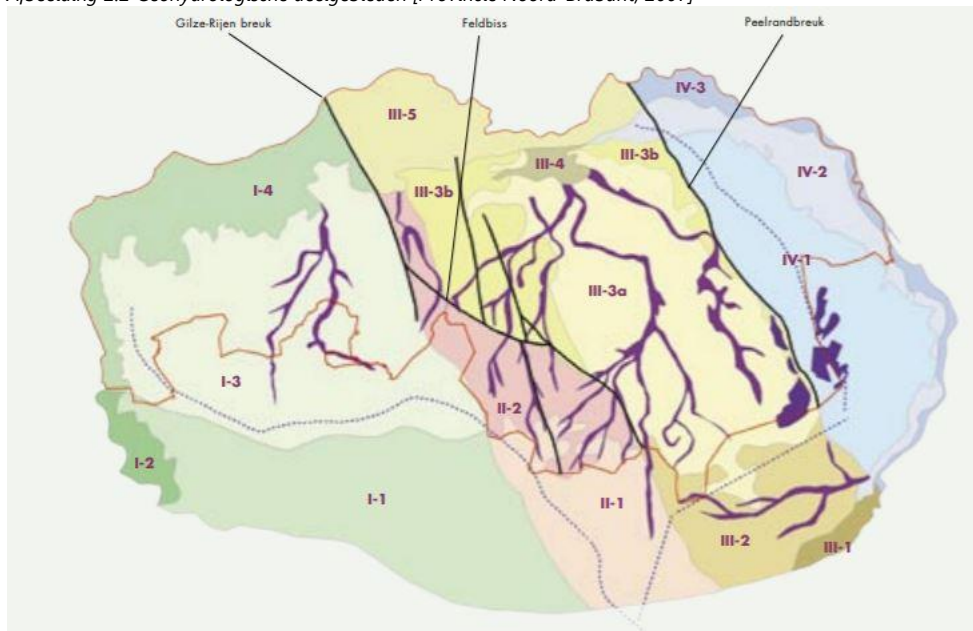 Afbeelding 2.2 Geohydrologische deelgebieden [Provincie Noord-Brabant, 2007]
Gilze-Rijen breuk
Feldbiss
Peelrandbreuk
IV-3
III-5
III-4
III-3b
IV-2
I-4
III-3b
IV-1
III-3a
I-3
II-2
I-2
I-1
II-1
III-2
III-1